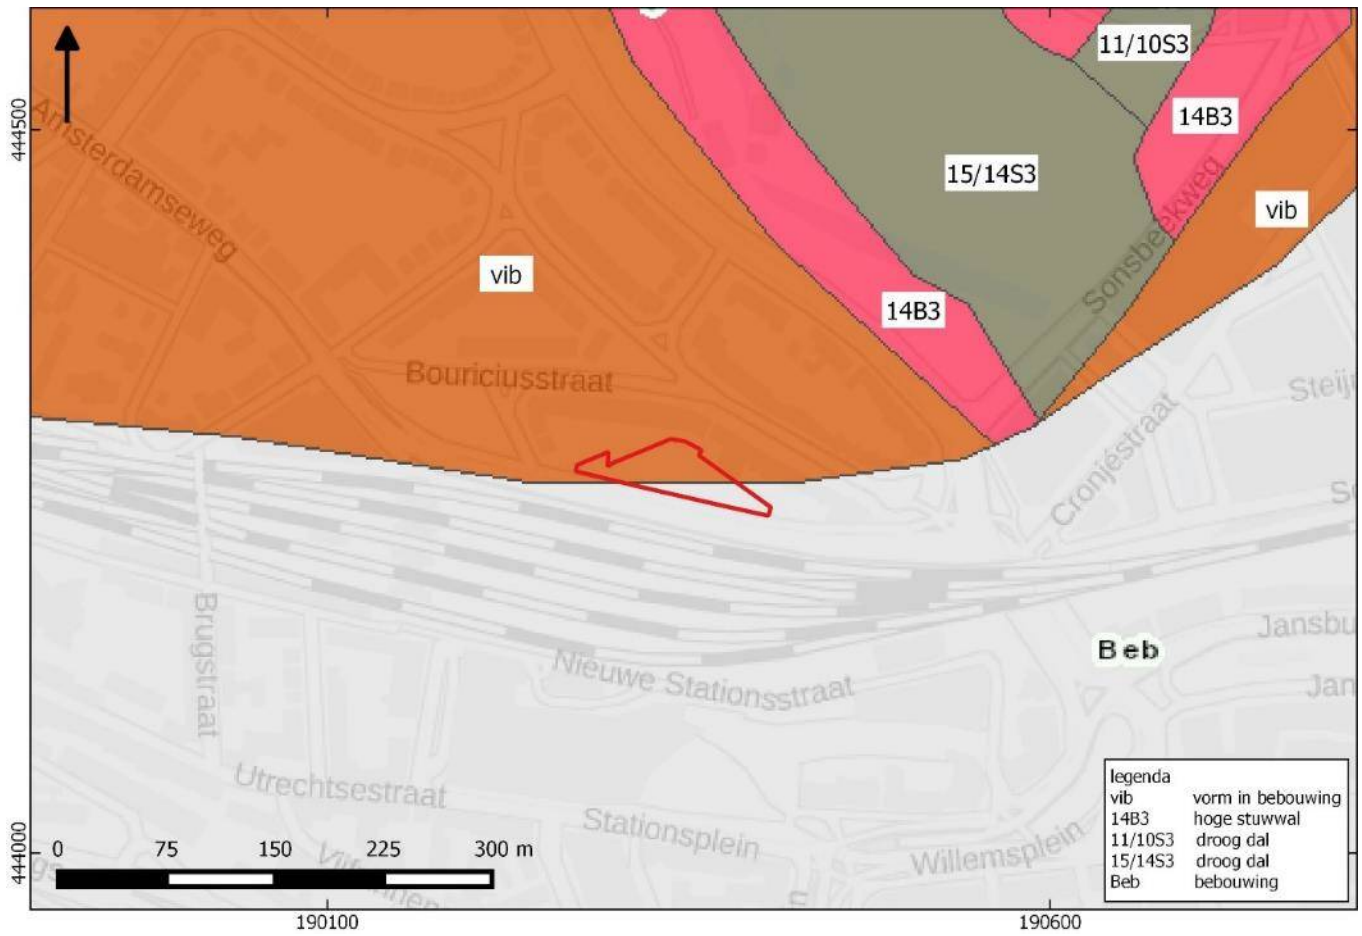 11/10S3
14B3
444500
Amsterdamseweg
15/14S3
Sonsbeekweg
vib
vib
14B3
Bouriciusstraat
Steij
Cronjéstraat
Brugstraat
Beb
Jansbu
Nieuwe Stationsstraat
Jan
Utrechtsestraat
Stationsplein
Willemsplein
444000
0 75 150 225 300 m
legenda
vib vorm in bebouwing
14B3 hoge stuwwal
11/10S3 droog dal
15/14S3 droog dal
Beb bebouwing
190100
190600